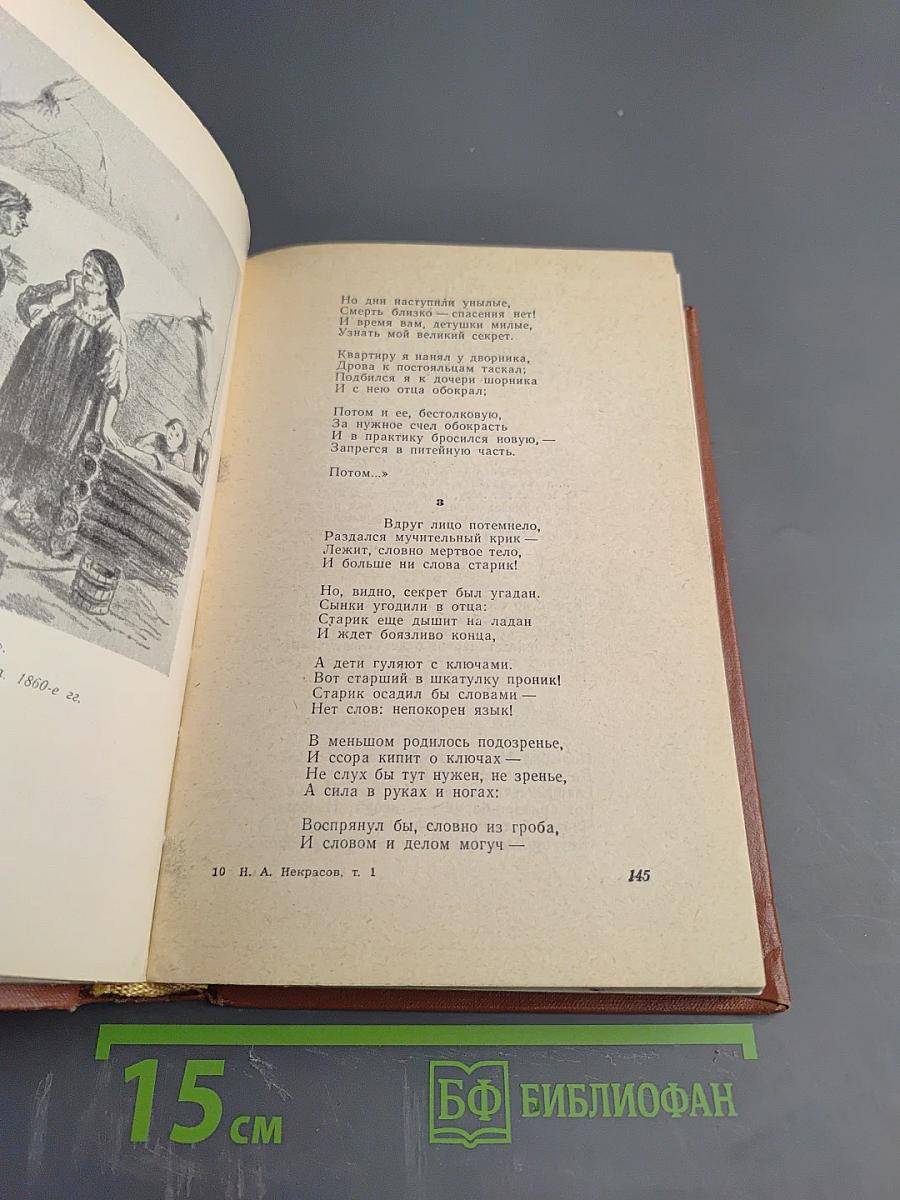 г.
1860-е гг.
Но дни наступили унылые,
Смерть близко — спасения нет!
И время вам, детушки милые,
Узнать мой великий секрет.
Квартиру я нанял у дворника,
Дрова к постояльцам таскал;
Подбился я к дочери шорника
И с нею отца обокрал;
Потом и ее, бестолковую,
За нужное счел обокрасть
И в практику бросился новую, —
Запрегся в питейную часть.
Потом...»
3
Вдруг лицо потемнело,
Раздался мучительный крик —
Лежит, словно мертвое тело,
И больше ни слова старик!
Но, видно, секрет был угадан.
Сынки угодили в отца:
Старик еще дышит на ладан
И ждет боязливо конца,
А дети гуляют с ключами.
Вот старший в шкатулку проник!
Старик осадил бы словами —
Нет слов: непокорен язык!
В меньшом родилось подозренье,
И ссора кипит о ключах —
Не слух бы тут нужен, не зренье,
А сила в руках и ногах:
Воспрянул бы, словно из гроба,
И словом и делом могуч —
10 Н. А. Некрасов, т. 1
145
15 см
БФ БИБЛИОФАН